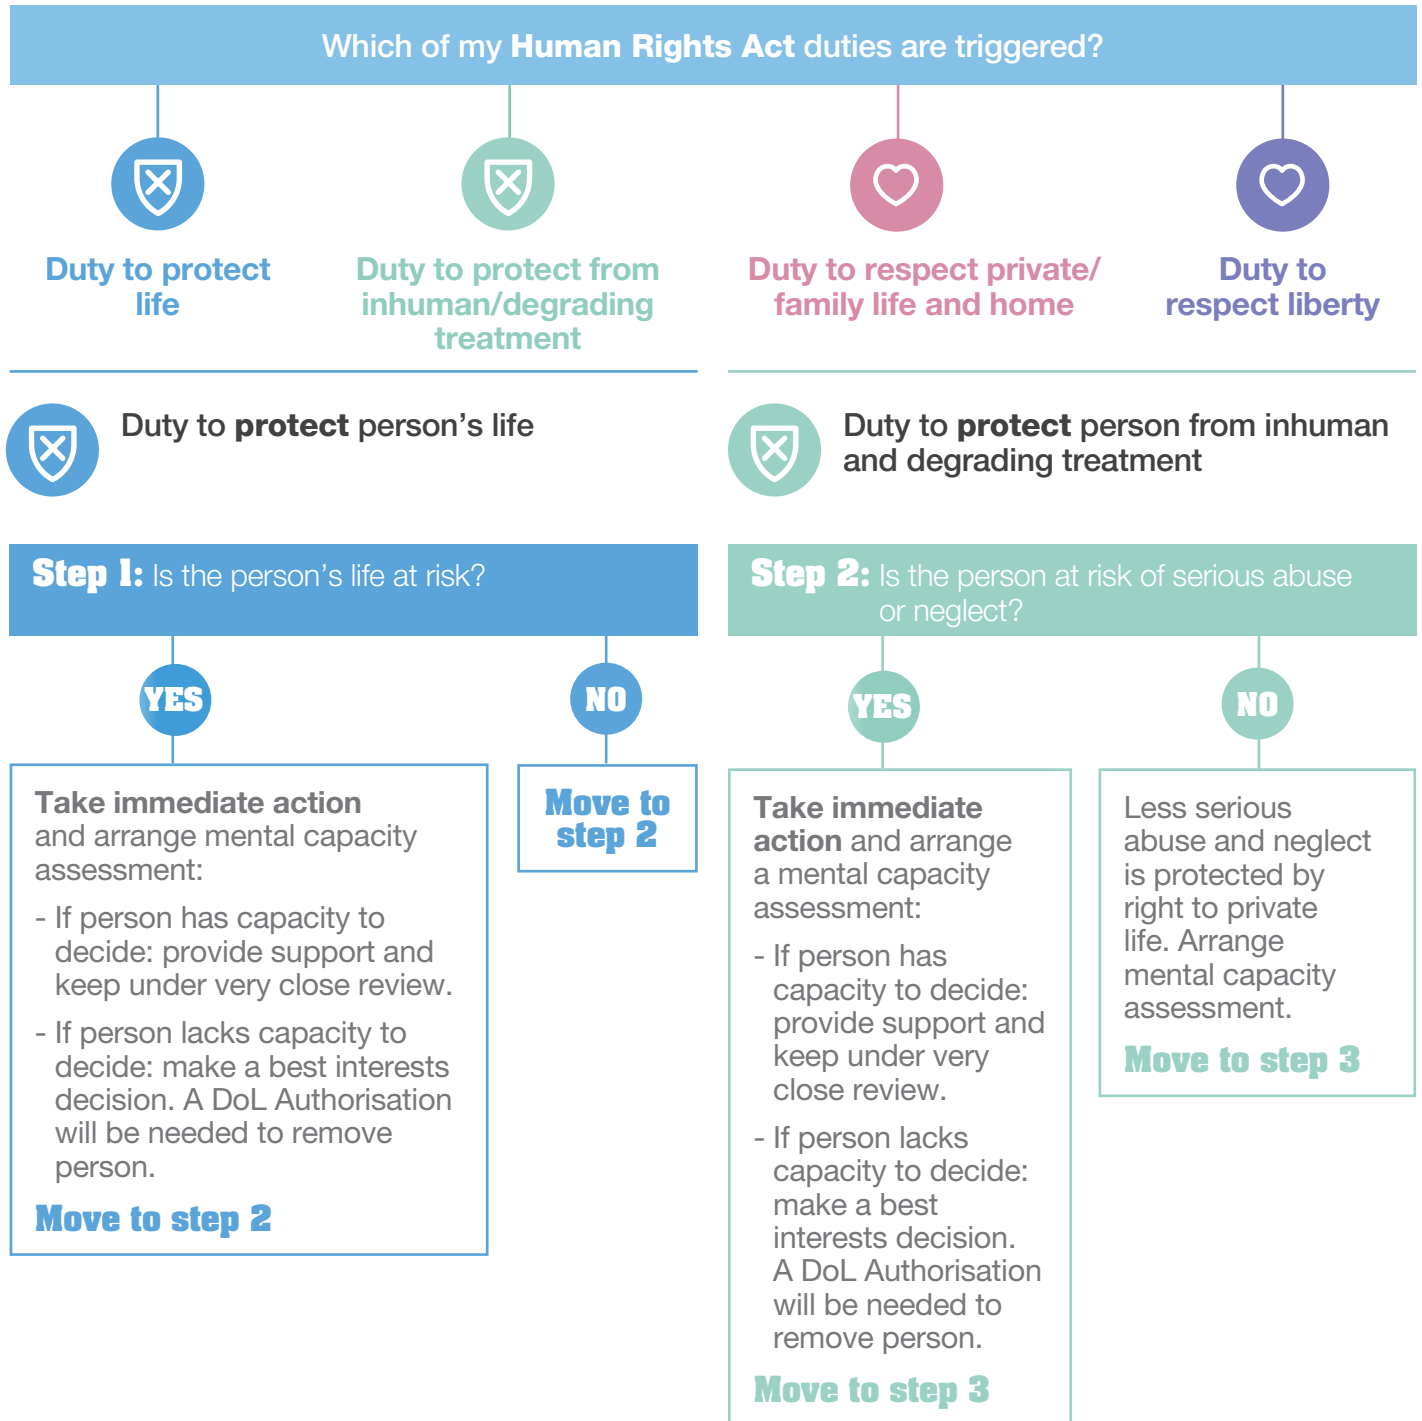 Which of my Human Rights Act duties are triggered?
Duty to protect
life
Duty to protect from
inhuman/degrading
treatment
Duty to respect private/
family life and home
Duty to
respect liberty
Duty to protect person’s life
Step 1: Is the person’s life at risk?
YES
Take immediate action
and arrange mental capacity
assessment:
- If person has capacity to
decide: provide support and
keep under very close review.
- If person lacks capacity to
decide: make a best interests
decision. A DoL Authorisation
will be needed to remove
person.
Move to step 2
NO
Move to
step 2
Duty to protect person from inhuman
and degrading treatment
Step 2: Is the person at risk of serious abuse
or neglect?
YES
Take immediate
action and arrange
a mental capacity
assessment:
- If person has
capacity to decide:
provide support and
keep under very
close review.
- If person lacks
capacity to decide:
make a best
interests decision.
A DoL Authorisation
will be needed to
remove person.
Move to step 3
NO
Less serious
abuse and neglect
is protected by
right to private
life. Arrange
mental capacity
assessment.
Move to step 3